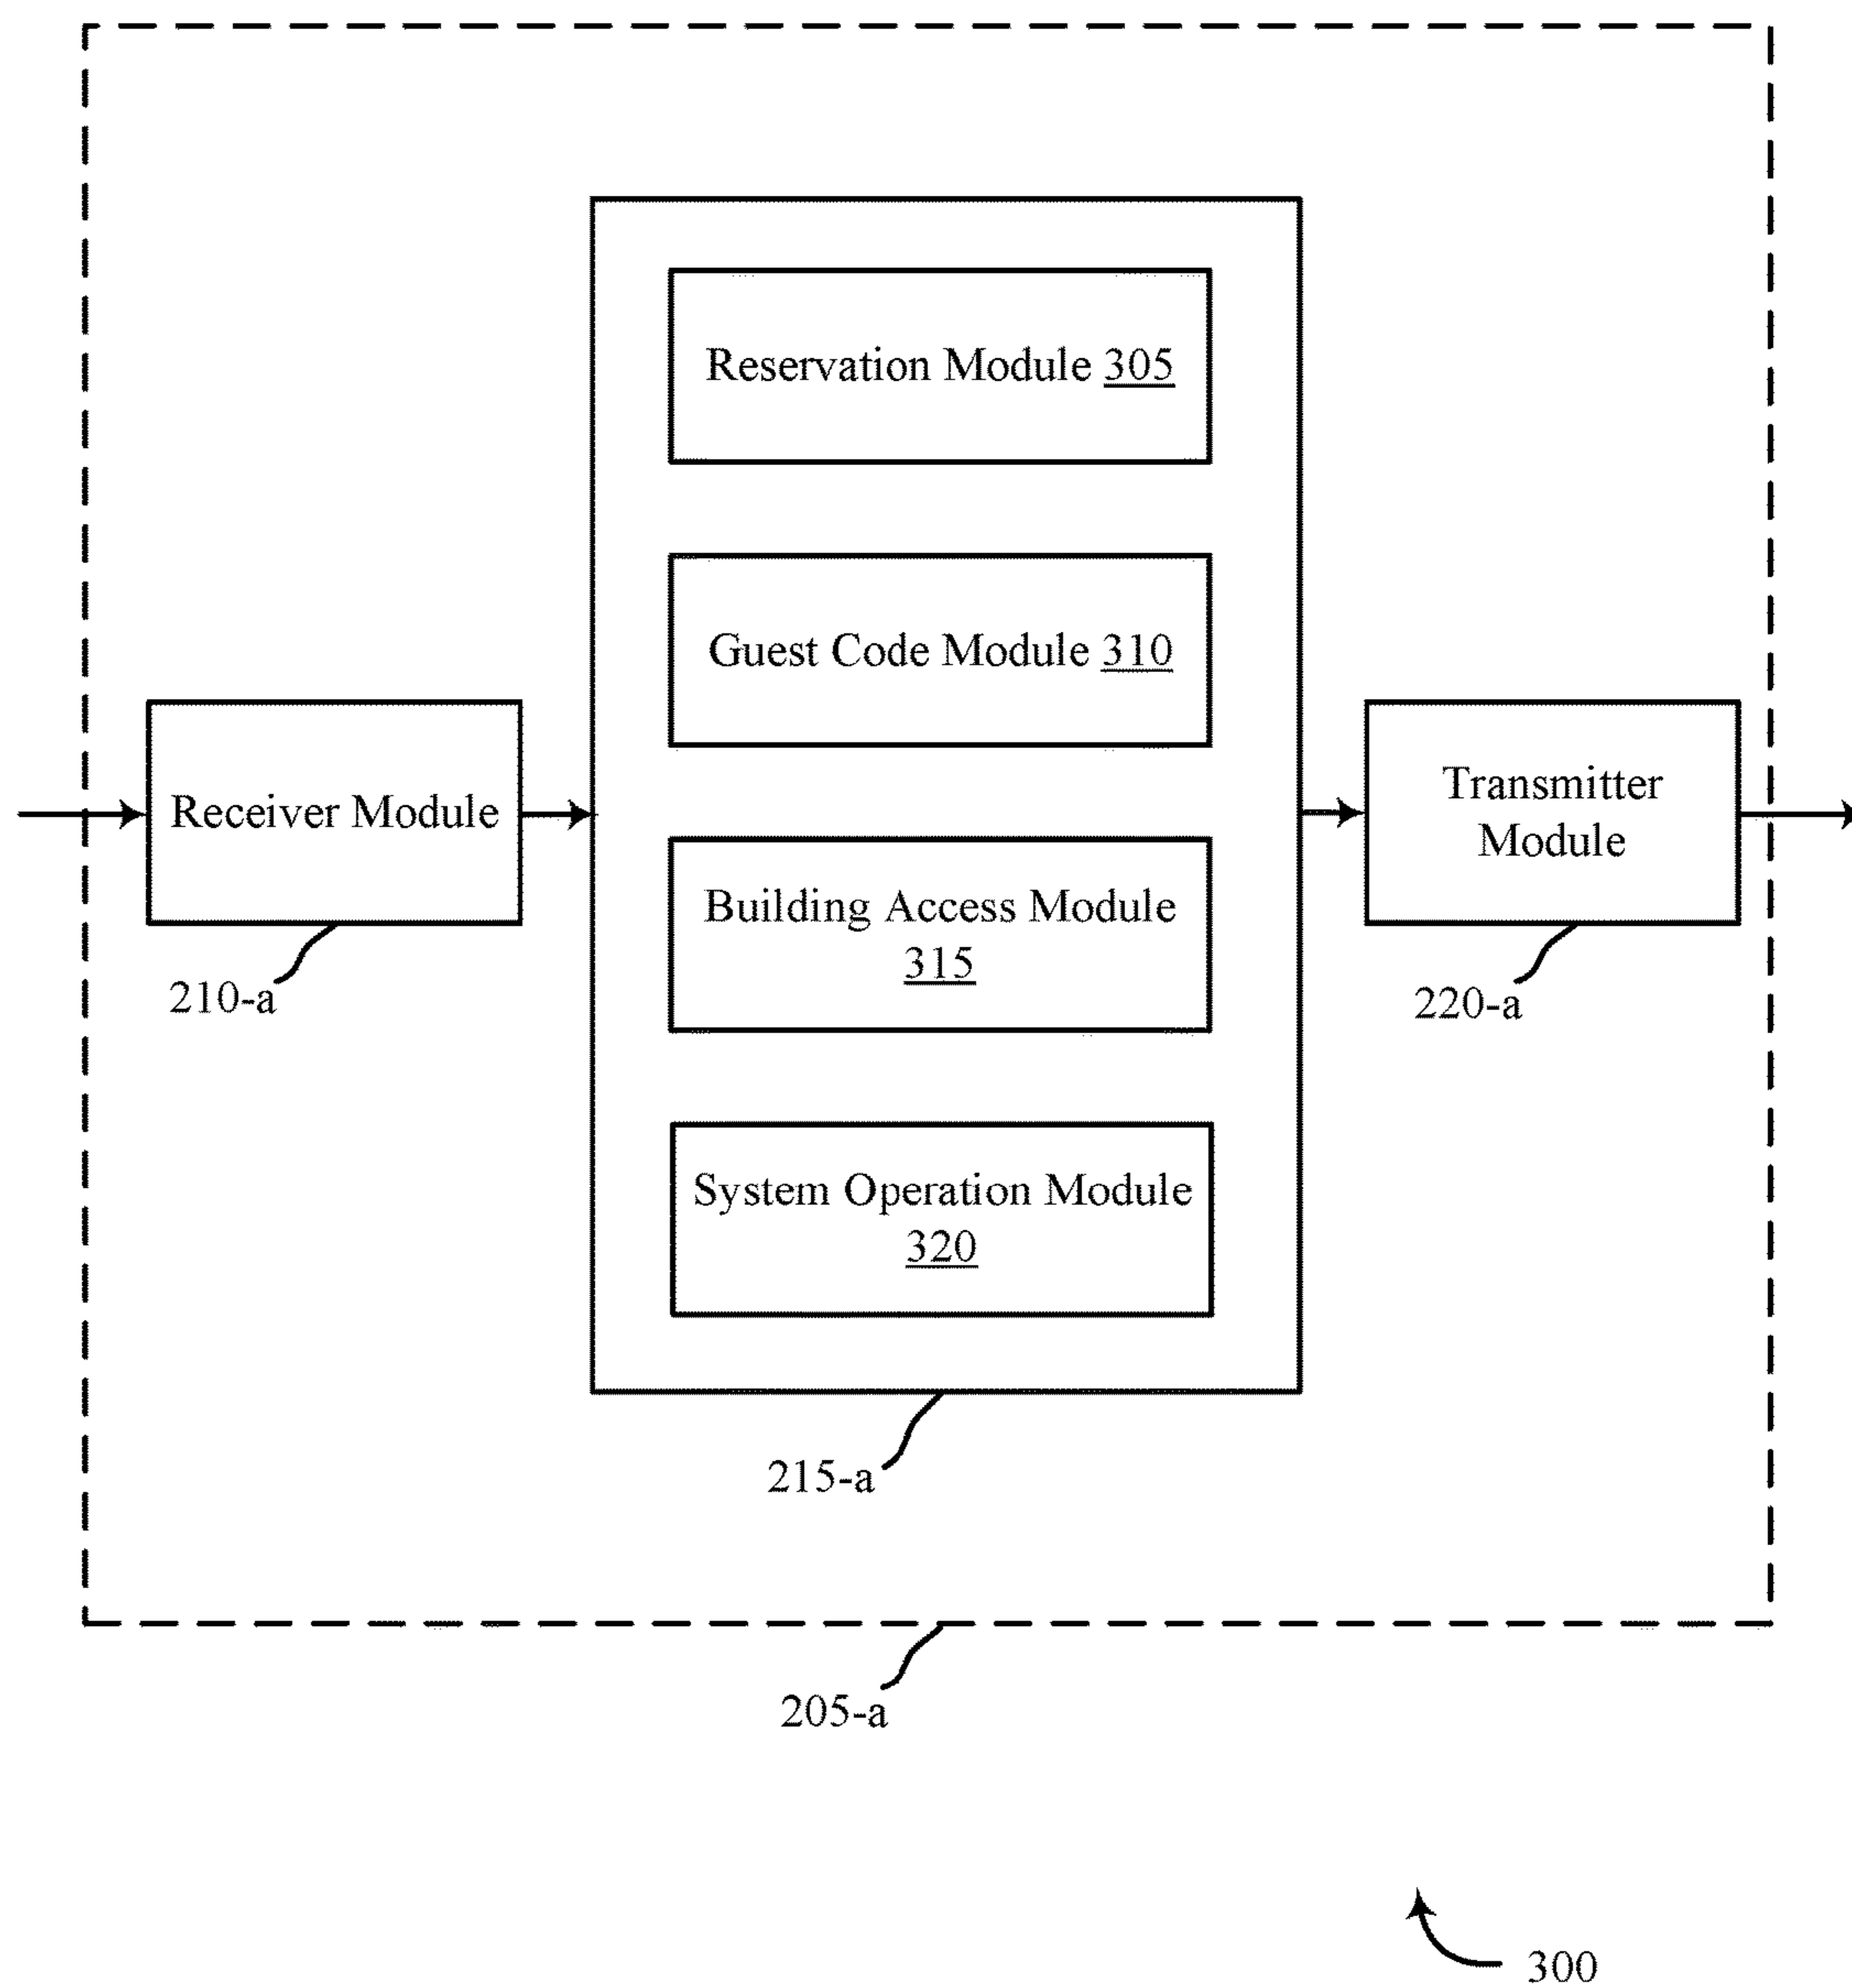 Reservation Module 305
Guest Code Module 310
Receiver Module
Transmitter
Module
Building Access Module
315
210-a
220-a
System Operation Module
320
215-a
205-a
300